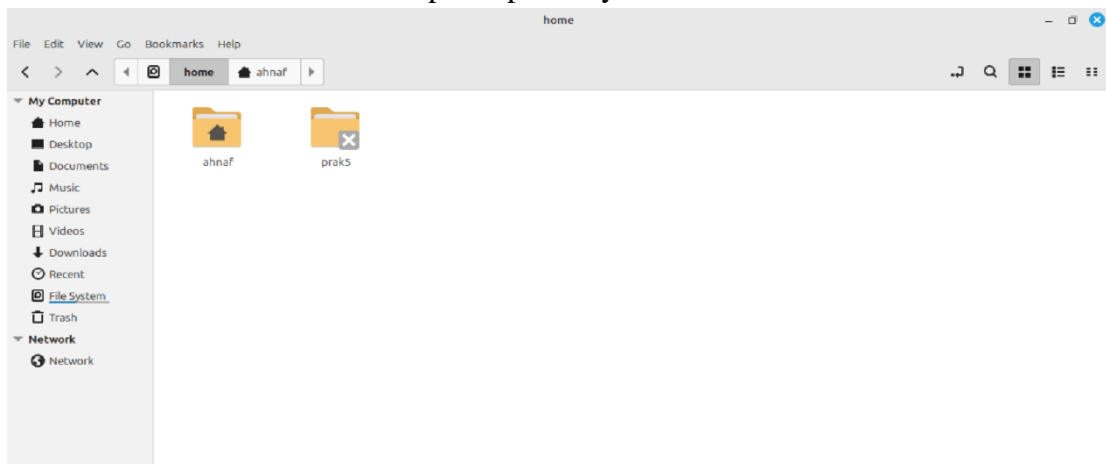 home
File Edit View Go Bookmarks Help
home ahnaf
My Computer
Home
Desktop
Documents
Music
Pictures
Videos
Downloads
Recent
File System
Trash
Network
Network
ahnaf prak5